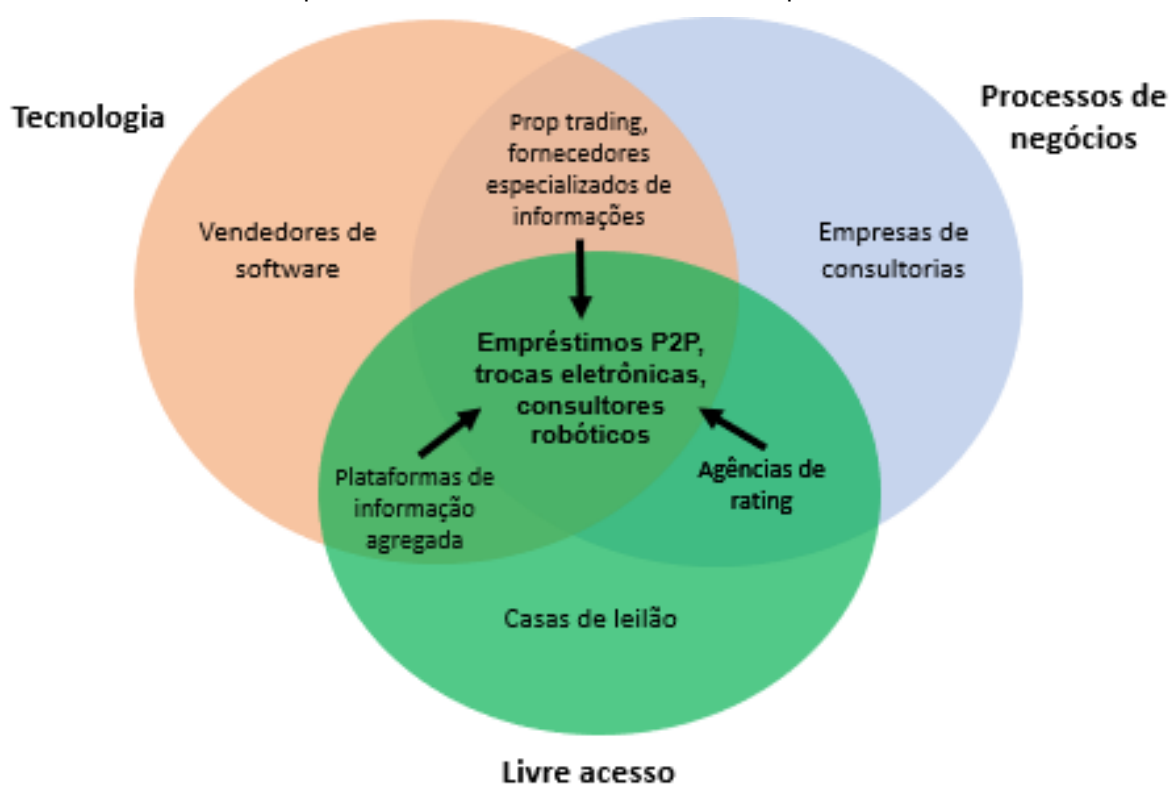 Tecnologia
Processos de
negócios
Prop trading,
fornecedores
especializados de
informações
Vendedores de
software
Empresas de
consultorias
Empréstimos P2P,
trocas eletrônicas,
consultores
robóticos
Plataformas de
informação
agregada
Agências de
rating
Casas de leilão
Livre acesso